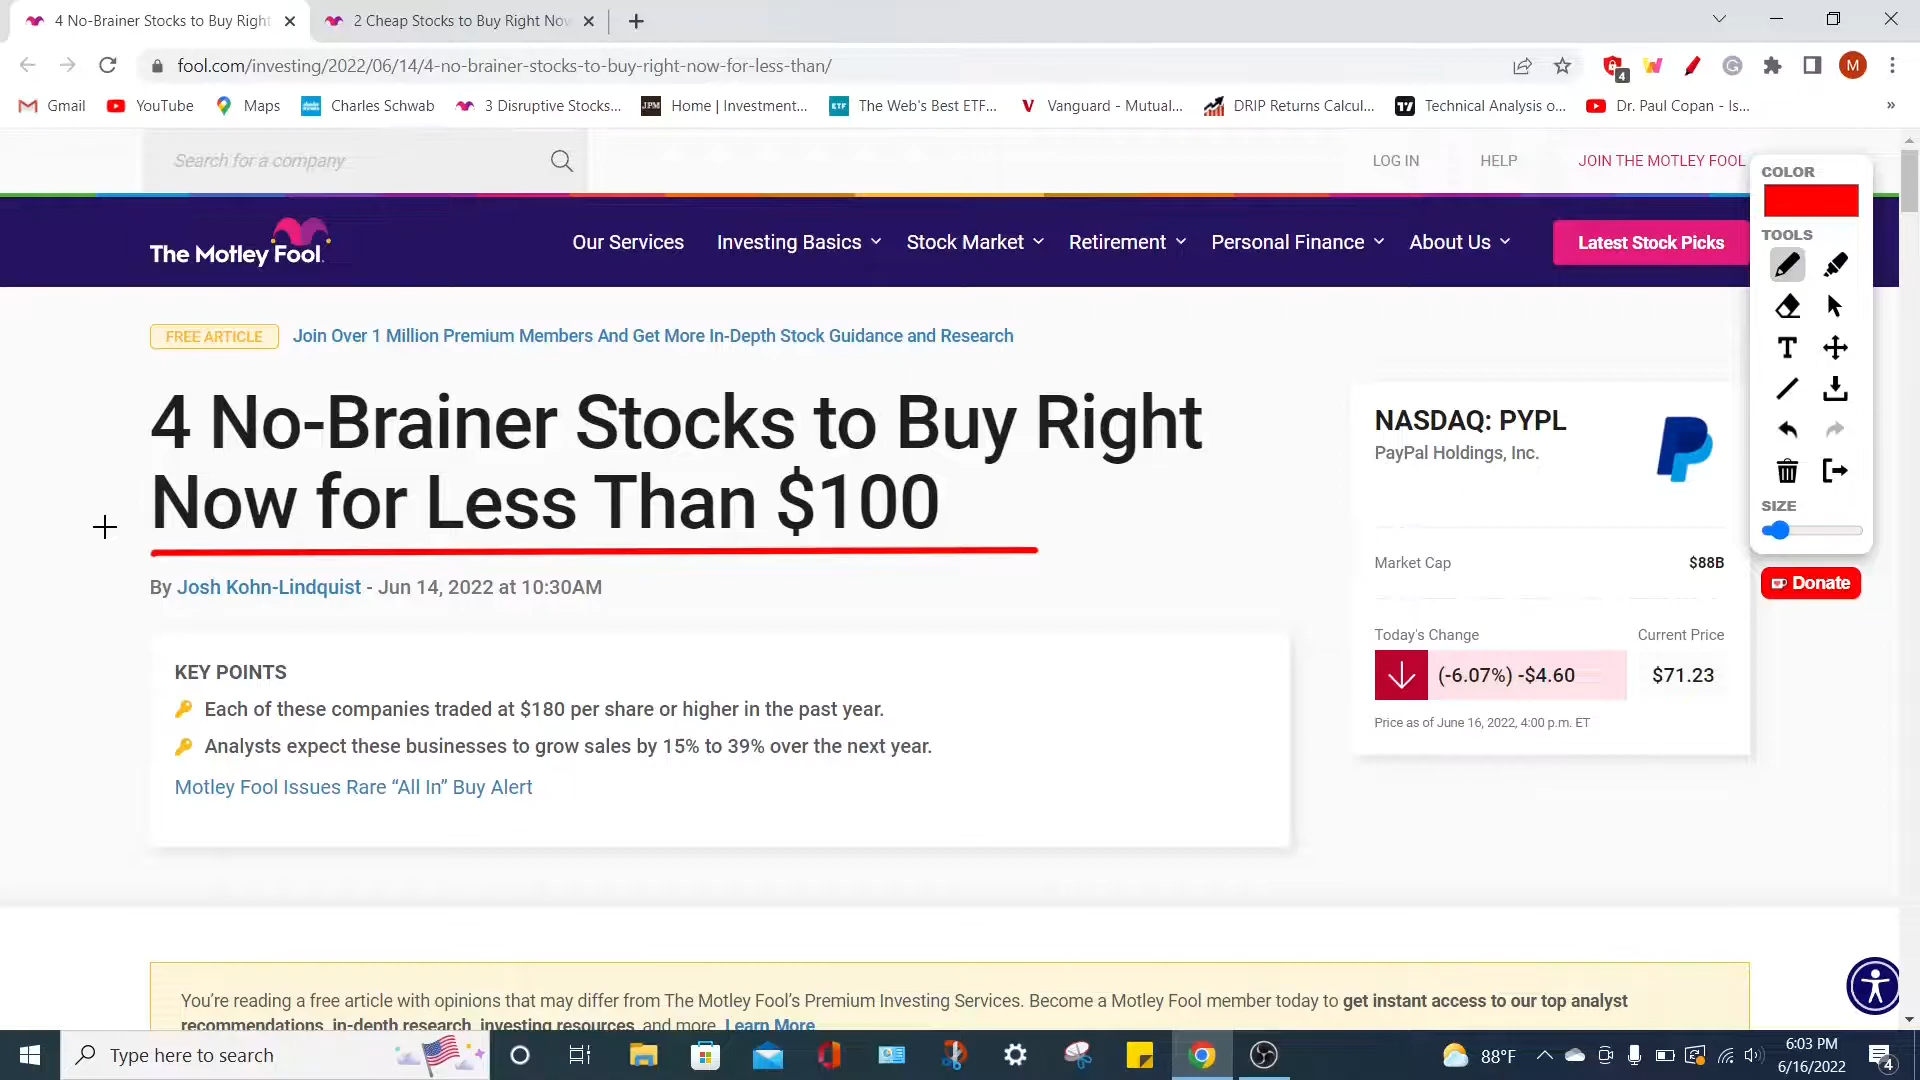 4 No-Brainer Stocks to Buy Right
2 Cheap Stocks to Buy Right Now
fool.com/investing/2022/06/14/4-no-brainer-stocks-to-buy-right-now-for-less-than/
4
M
Gmail
YouTube
Maps
Charles Schwab
3 Disruptive Stocks...
JPM
Home | Investment...
ETF
The Web's Best ETF...
Vanguard - Mutual...
DRIP Returns Calcul...
Technical Analysis o...
Dr. Paul Copan - Is...
»
Search for a company
LOG IN
HELP
JOIN THE MOTLEY FOOL
The Motley Fool
Our Services
Investing Basics
Stock Market
Retirement
Personal Finance
About Us
Latest Stock Picks
COLOR
TOOLS
T
SIZE
Donate
FREE ARTICLE
Join Over 1 Million Premium Members And Get More In-Depth Stock Guidance and Research
4 No-Brainer Stocks to Buy Right
Now for Less Than $100
By Josh Kohn-Lindquist - Jun 14, 2022 at 10:30AM
NASDAQ: PYPL
PayPal Holdings, Inc.
Market Cap
$88B
Today's Change
Current Price
(-6.07%) -$4.60
$71.23
Price as of June 16, 2022, 4:00 p.m. ET
KEY POINTS
Each of these companies traded at $180 per share or higher in the past year.
Analysts expect these businesses to grow sales by 15% to 39% over the next year.
Motley Fool Issues Rare “All In” Buy Alert
You’re reading a free article with opinions that may differ from The Motley Fool’s Premium Investing Services. Become a Motley Fool member today to get instant access to our top analyst
recommendations, in-depth research, investing resources, and more. Learn More
Type here to search
88°F
6:03 PM
6/16/2022
4